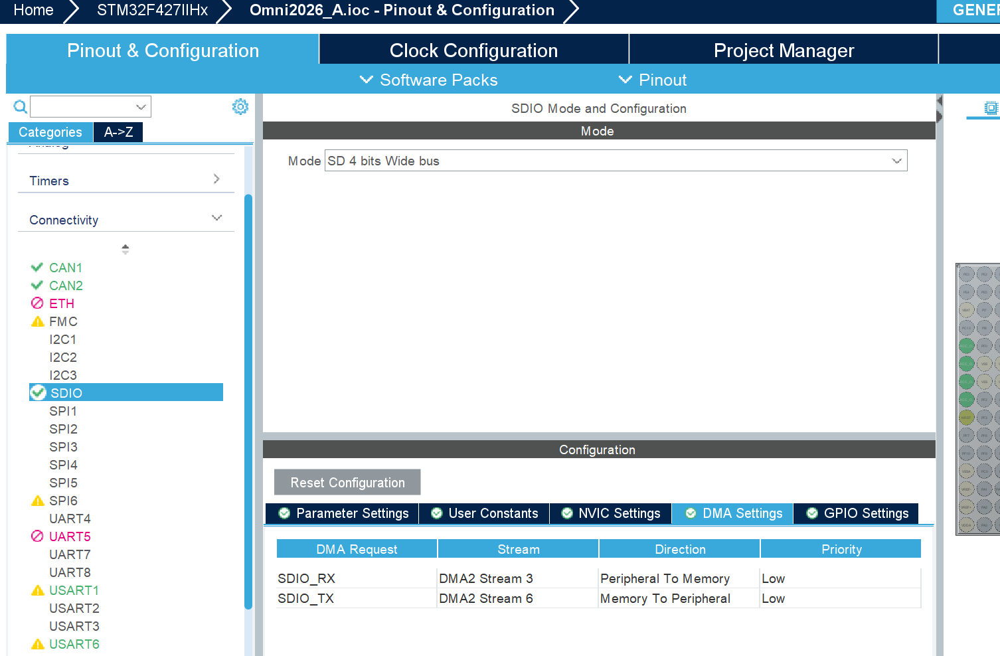 Home
STM32F427IIHx
Omni2026_A.ioc - Pinout & Configuration
Pinout & Configuration
Clock Configuration
Project Manager
Software Packs
Pinout
Categories
A->Z
Timers
Connectivity
CAN1
CAN2
ETH
FMC
I2C1
I2C2
I2C3
SDIO
SPI1
SPI2
SPI3
SPI4
SPI5
SPI6
UART4
UART5
UART7
UART8
USART1
USART2
USART3
USART6
SDIO Mode and Configuration
Mode
Mode SD 4 bits Wide bus
Configuration
Reset Configuration
Parameter Settings
User Constants
NVIC Settings
DMA Settings
GPIO Settings
DMA Request Stream Direction Priority
SDIO_RX DMA2 Stream 3 Peripheral To Memory Low
SDIO_TX DMA2 Stream 6 Memory To Peripheral Low